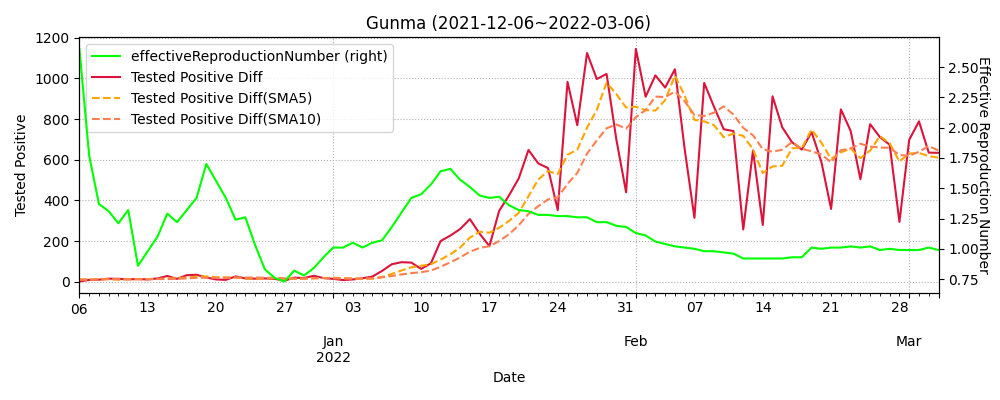 Gunma (2021-12-06~2022-03-06)
effectiveReproductionNumber (right)
Tested Positive Diff
Tested Positive Diff(SMA5)
Tested Positive Diff(SMA10)
Tested Positive
1200
1000
800
600
400
200
0
Effective Reproduction Number
2.50
2.25
2.00
1.75
1.50
1.25
1.00
0.75
06 13 20 27 03 10 17 24 31 07 14 21 28
Jan Feb Mar
2022
Date